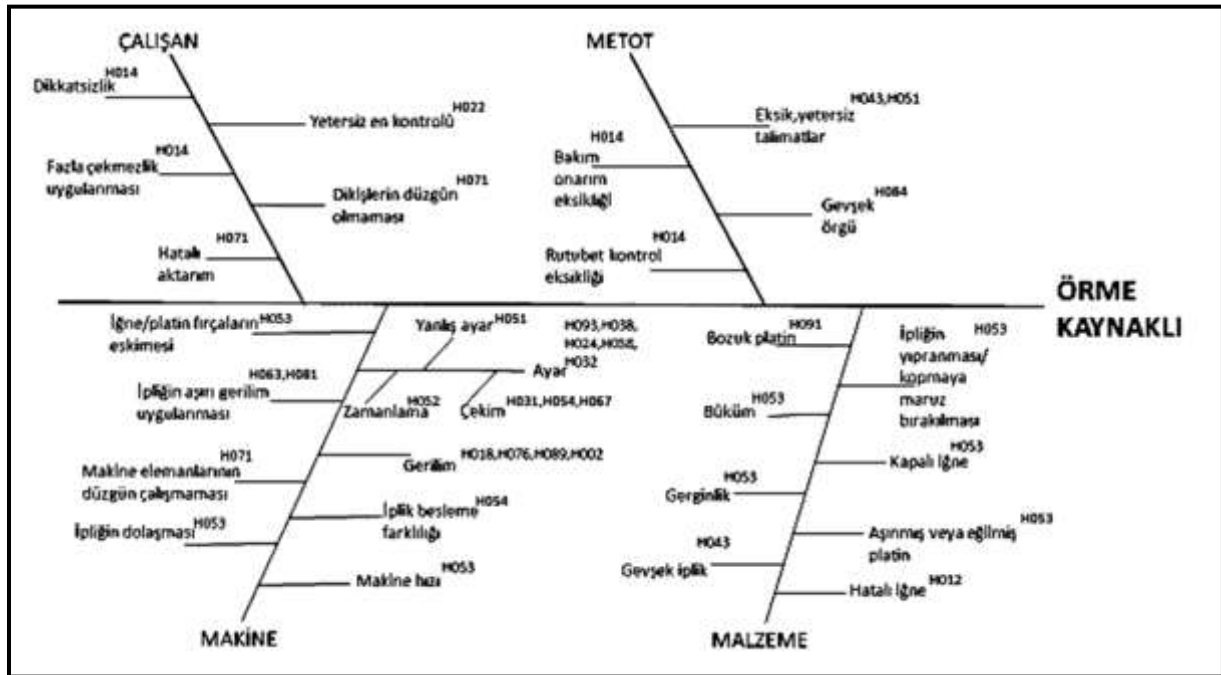 ÇALIŞAN
METOT
Dikkatsizlik H014
Yetersiz en kontrolü H022
Fazla çekmezlik H014
uygulanması
Dikişlerin düzgün H071
olmaması
Hatalı H071
aktarım
Eksik,yetersiz H043,H051
talimatlar
Bakım H014
onarım
eksikliği
Gevşek H084
örgü
Rutubet kontrol H014
eksikliği
ÖRME
KAYNAKLI
İğne/platin fırçaların H053
eskimesi
Yanlış ayar H051
H093,H038,
H024,H058,
H032
Ayar
İpliğin aşırı gerilim H063,H081
uygulanması
Zamanlama H052
Çekim H031,H054,H067
Gerilim H018,H076,H089,H002
Makine elemanlarının H071
düzgün çalışmaması
İplik besleme H054
farklılığı
İpliğin dolaşması H053
Makine hızı H053
MAKİNE
Bozuk platin H091
İpliğin H053
yıpranması/
kopmaya
maruz
bırakılması
Büküm H053
Kapalı İğne H053
Gerginlik H053
Aşınmış veya eğilmiş H053
platin
Gevşek iplik H043
Hatalı İğne H012
MALZEME